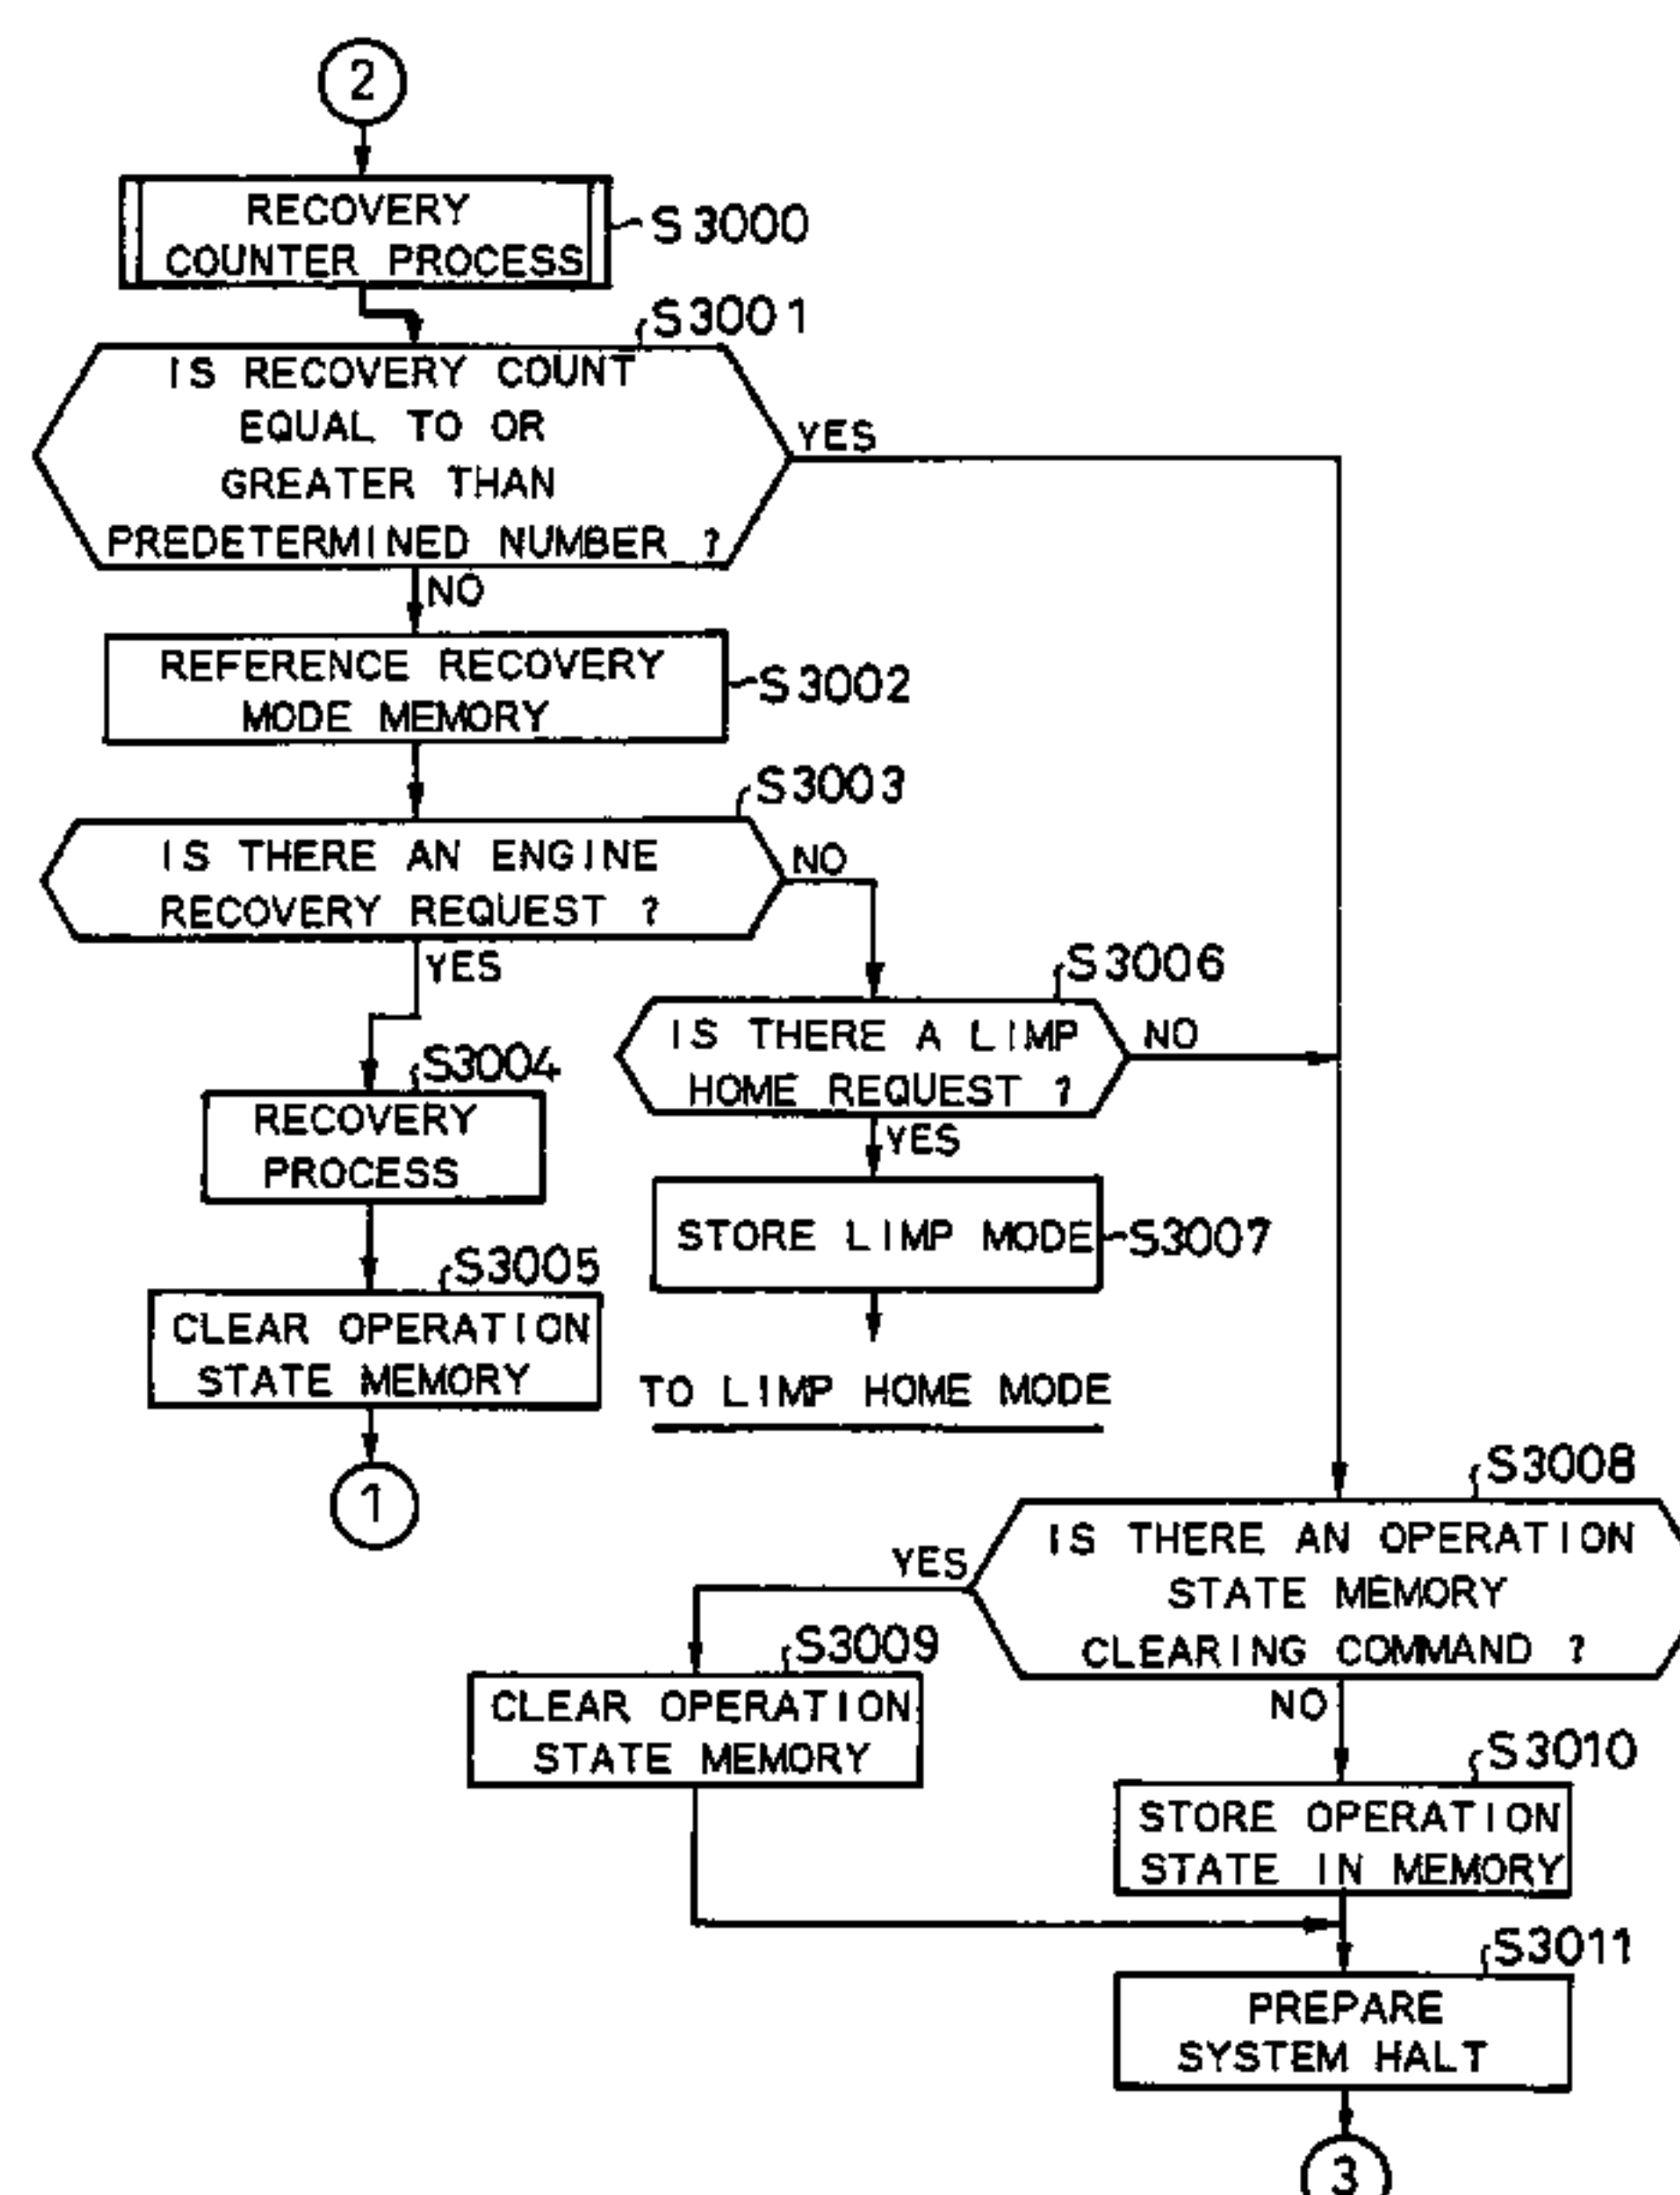 2
RECOVERY
COUNTER PROCESS
S3000
S3001
IS RECOVERY COUNT
EQUAL TO OR
GREATER THAN
PREDETERMINED NUMBER ?
YES
NO
REFERENCE RECOVERY
MODE MEMORY
S3002
S3003
IS THERE AN ENGINE
RECOVERY REQUEST ?
NO
YES
S3006
IS THERE A LIMP
HOME REQUEST ?
NO
YES
S3004
RECOVERY
PROCESS
STORE LIMP MODE
S3007
S3005
CLEAR OPERATION
STATE MEMORY
TO LIMP HOME MODE
1
S3008
IS THERE AN OPERATION
STATE MEMORY
CLEARING COMMAND ?
YES
NO
S3009
CLEAR OPERATION
STATE MEMORY
S3010
STORE OPERATION
STATE IN MEMORY
S3011
PREPARE
SYSTEM HALT
3